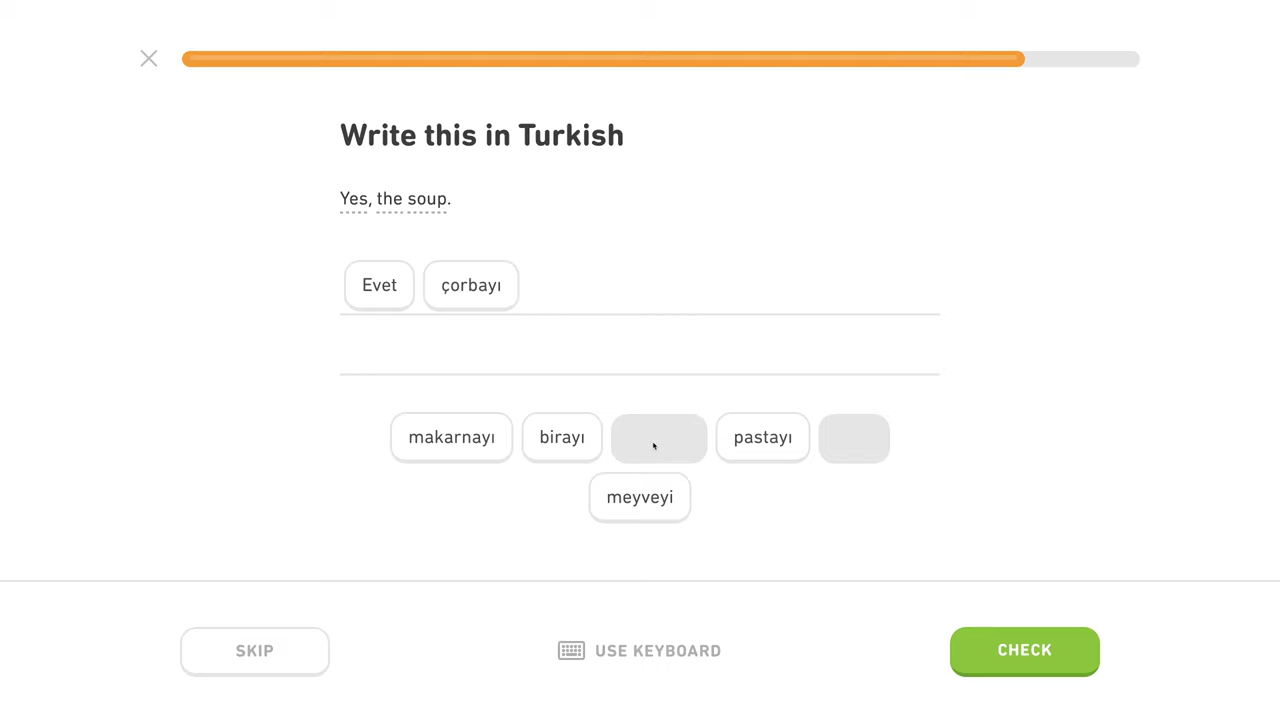 Write this in Turkish
Yes, the soup.
Evet çorbayı
makarnayı birayı pastayı
meyveyi
SKIP USE KEYBOARD CHECK